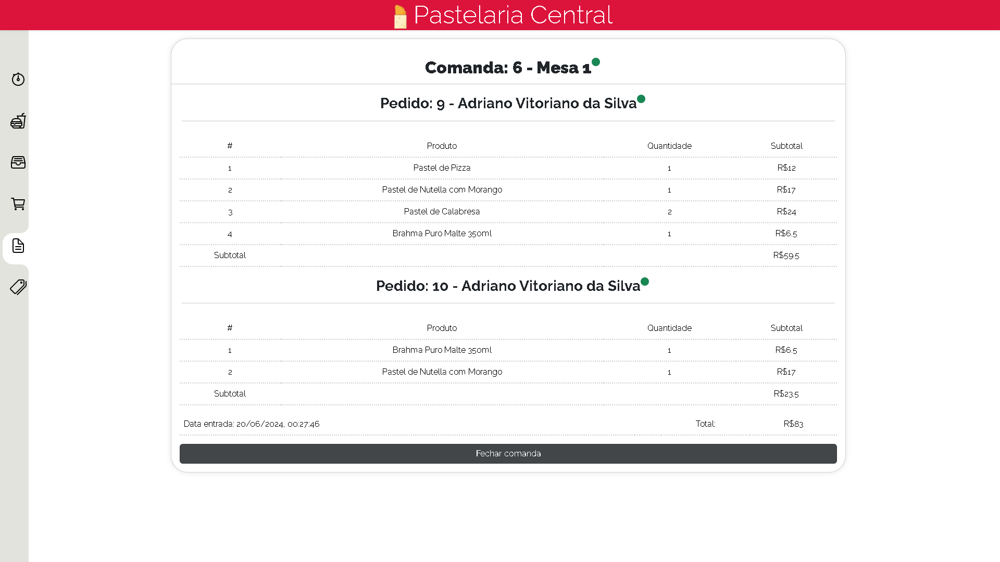 Pastelaria Central
Comanda: 6 - Mesa 1
Pedido: 9 - Adriano Vitoriano da Silva
# Produto Quantidade Subtotal
1 Pastel de Pizza 1 R$12
2 Pastel de Nutella com Morango 1 R$17
3 Pastel de Calabresa 2 R$24
4 Brahma Puro Malte 350ml 1 R$6.5
Subtotal R$59.5
Pedido: 10 - Adriano Vitoriano da Silva
# Produto Quantidade Subtotal
1 Brahma Puro Malte 350ml 1 R$6.5
2 Pastel de Nutella com Morango 1 R$17
Subtotal R$23.5
Data entrada: 20/06/2024, 00:27:46 Total: R$83
Fechar comanda